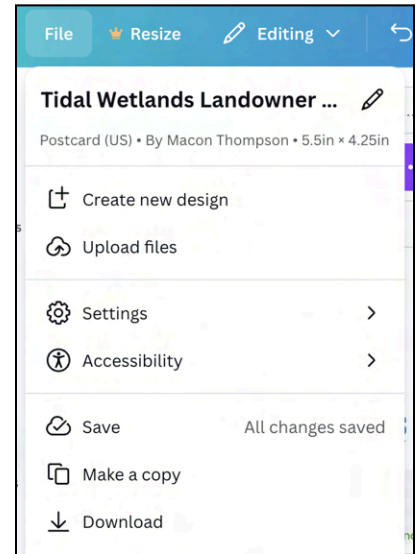 File Resize Editing
Tidal Wetlands Landowner ...
Postcard (US) • By Macon Thompson • 5.5in × 4.25in
Create new design
Upload files
Settings
Accessibility
Save All changes saved
Make a copy
Download